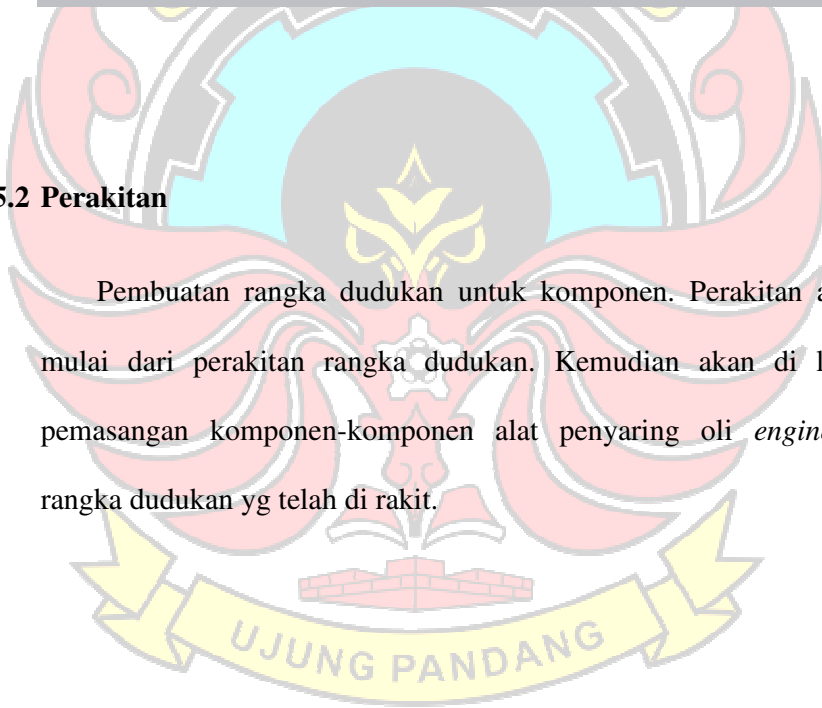 5.2 Perakitan
Pembuatan rangka dudukan untuk komponen. Perakitan a
mulai dari perakitan rangka dudukan. Kemudian akan di l
pemasangan komponen-komponen alat penyaring oli engine
rangka dudukan yg telah di rakit.
UJUNG PANDANG